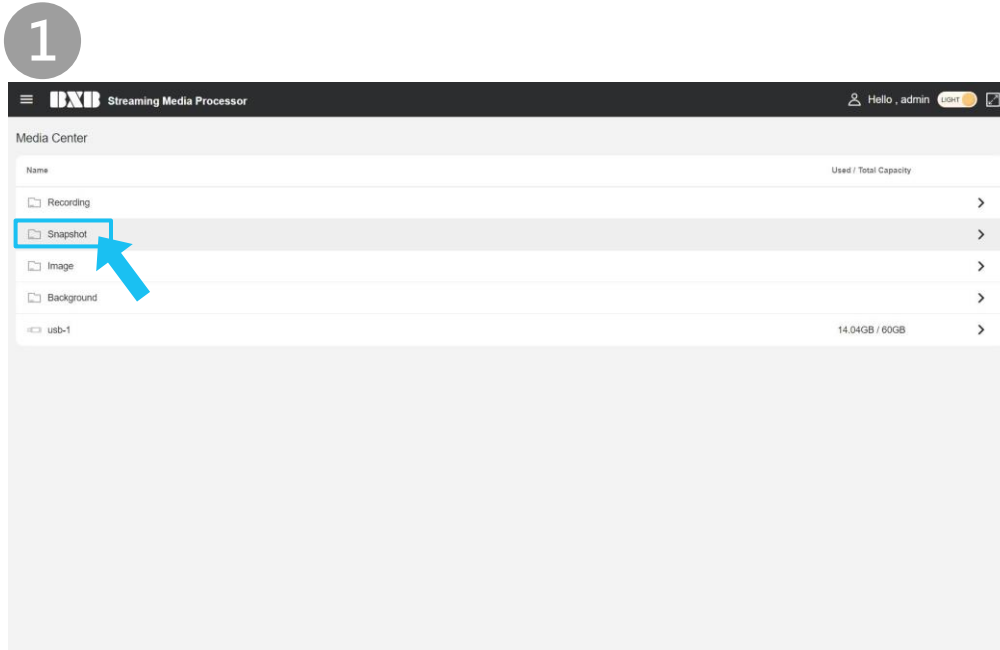 1
BXB Streaming Media Processor Hello , admin LIGHT
Media Center
Name Used / Total Capacity
Recording
Snapshot
Image
Background
usb-1 14.04GB / 60GB